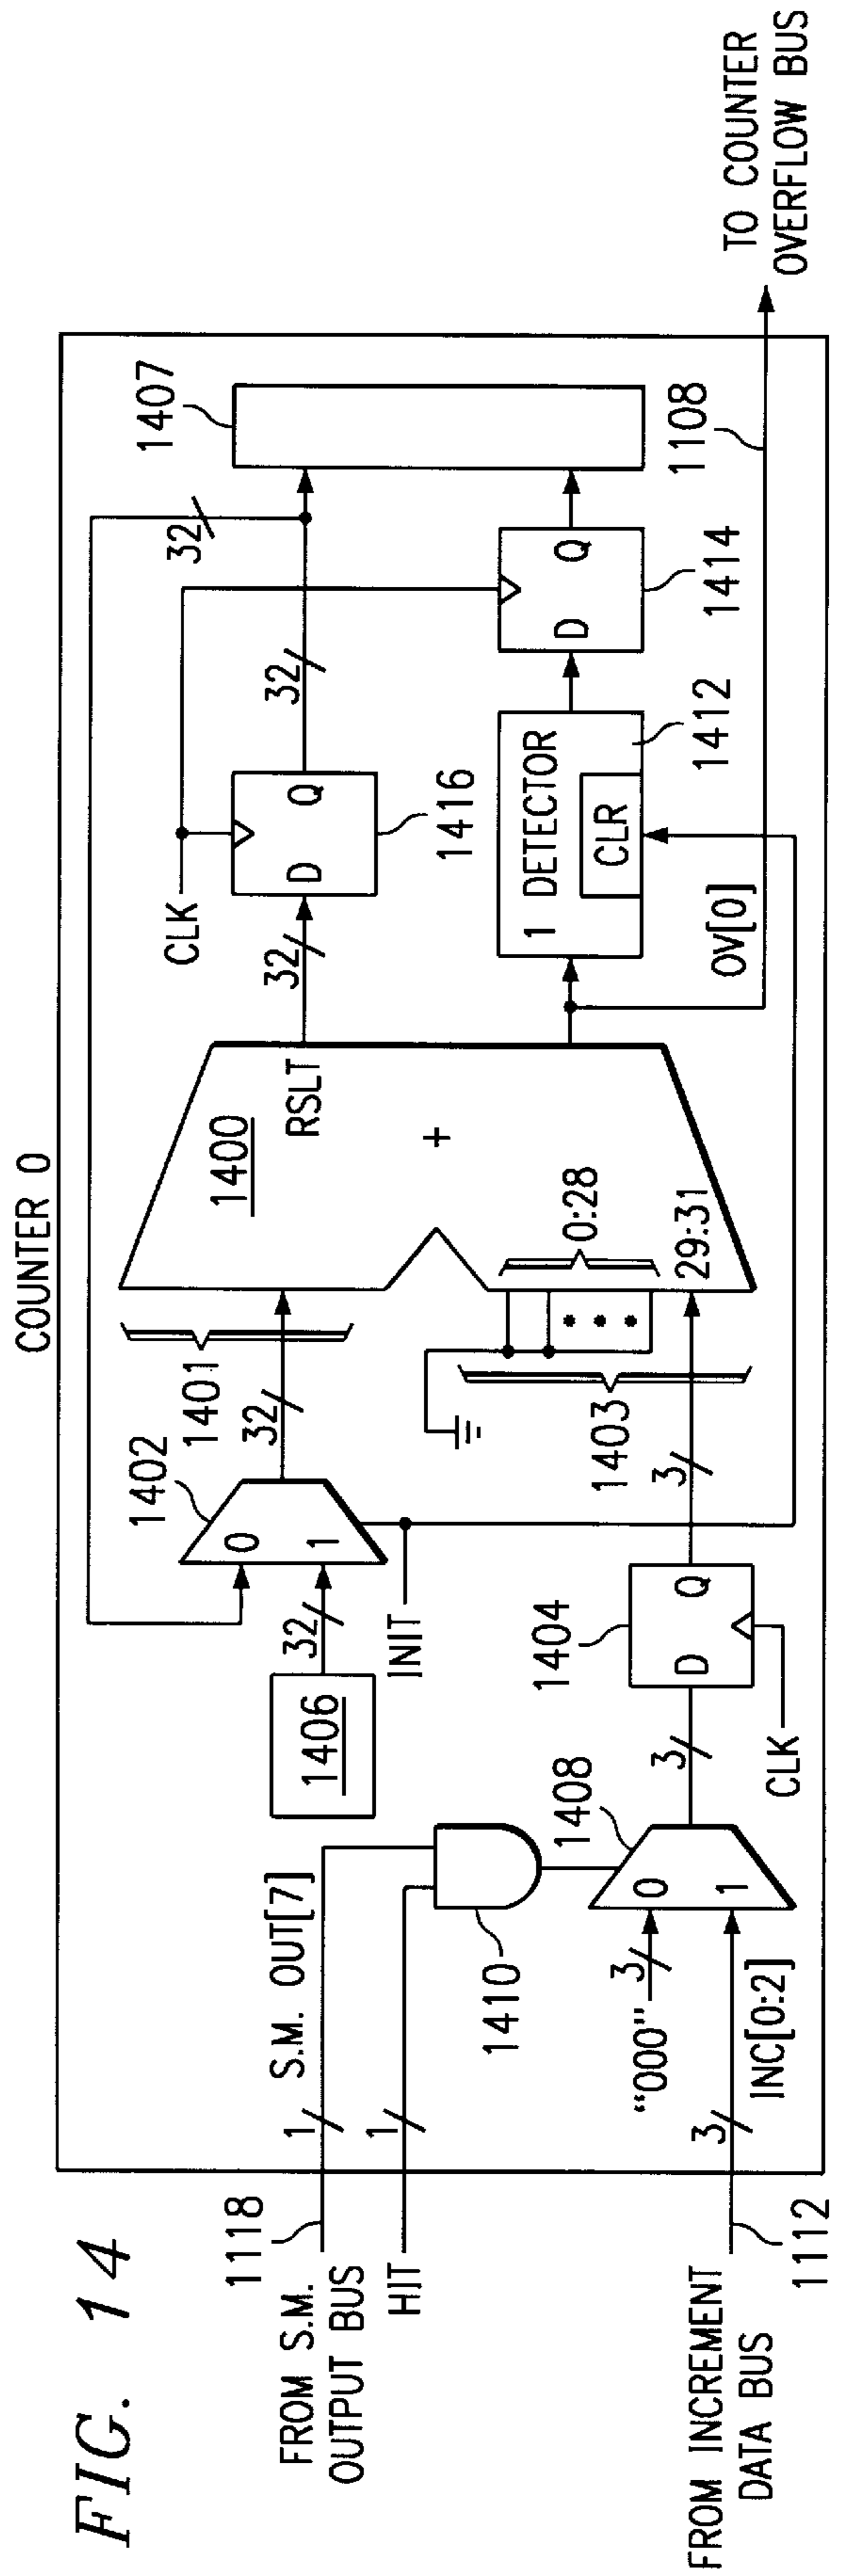 FIG. 14
COUNTER 0
FROM S.M.
OUTPUT BUS
1118
1
S.M. OUT[7]
HIT
1
1410
FROM INCREMENT
DATA BUS
1112
3
INC[0:2]
"000"
3
0
1
1408
3
CLK
D
Q
1404
3
1406
32
INIT
0
1
1402
32
1401
1403
0:28
29:31
1400
+
RSLT
32
CLK
D
Q
1416
32
32
1407
1 DETECTOR
CLR
1412
OV[0]
D
Q
1414
1108
TO COUNTER
OVERFLOW BUS